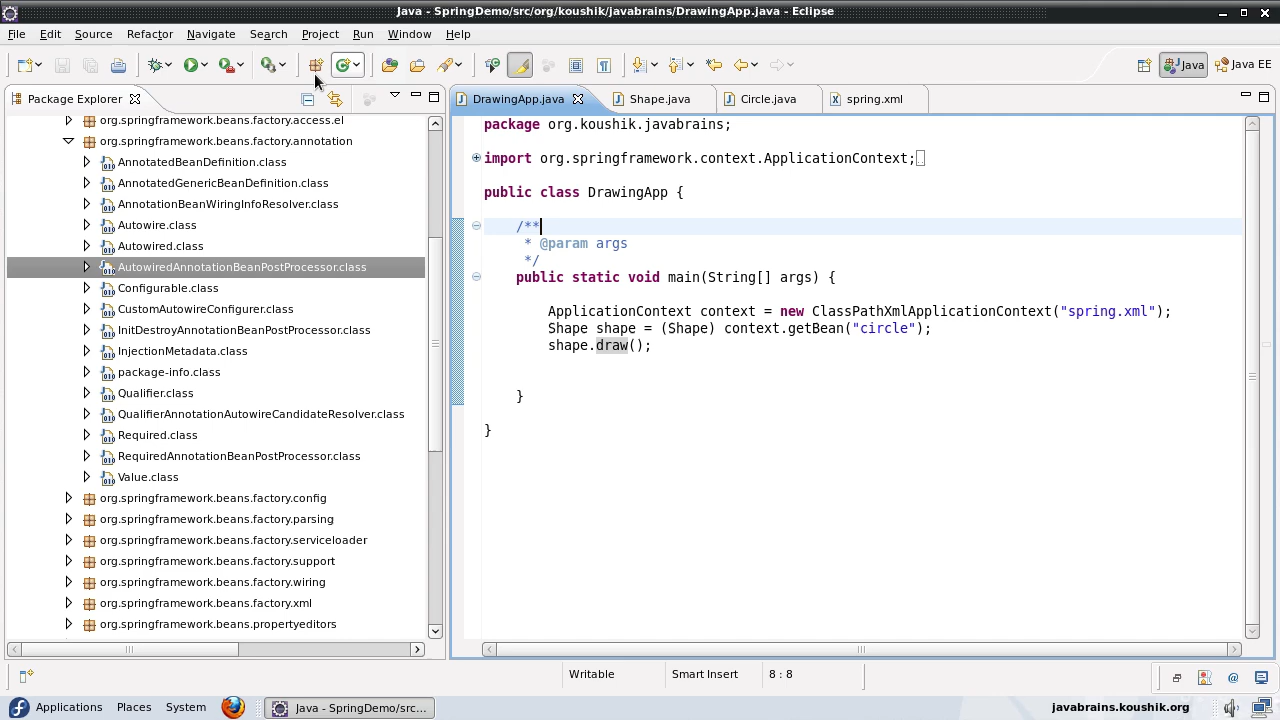 Java - SpringDemo/src/org/koushik/javabrains/DrawingApp.java - Eclipse
File Edit Source Refactor Navigate Search Project Run Window Help
Java Java EE
Package Explorer
DrawingApp.java Shape.java Circle.java spring.xml
org.springframework.beans.factory.access.el
org.springframework.beans.factory.annotation
AnnotatedBeanDefinition.class
AnnotatedGenericBeanDefinition.class
AnnotationBeanWiringInfoResolver.class
Autowire.class
Autowired.class
AutowiredAnnotationBeanPostProcessor.class
Configurable.class
CustomAutowireConfigurer.class
InitDestroyAnnotationBeanPostProcessor.class
InjectionMetadata.class
package-info.class
Qualifier.class
QualifierAnnotationAutowireCandidateResolver.class
Required.class
RequiredAnnotationBeanPostProcessor.class
Value.class
org.springframework.beans.factory.config
org.springframework.beans.factory.parsing
org.springframework.beans.factory.serviceloader
org.springframework.beans.factory.support
org.springframework.beans.factory.wiring
org.springframework.beans.factory.xml
org.springframework.beans.propertyeditors
package org.koushik.javabrains;
import org.springframework.context.ApplicationContext;
public class DrawingApp {
/**
* @param args
*/
public static void main(String[] args) {
ApplicationContext context = new ClassPathXmlApplicationContext("spring.xml");
Shape shape = (Shape) context.getBean("circle");
shape.draw();
}
}
Writable Smart Insert 8 : 8
Applications Places System Java - SpringDemo/src... javabrains.koushik.org